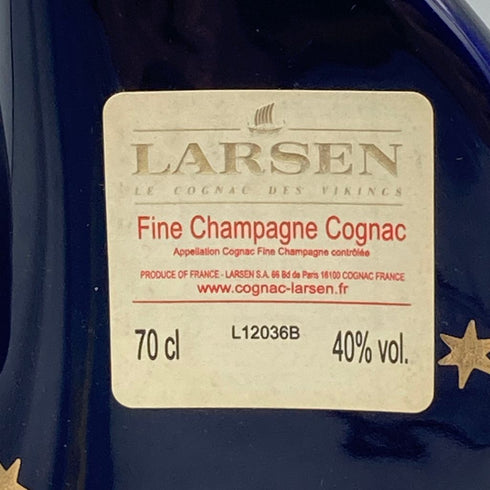 LARSEN
LE COGNAC DES VIKINGS
Fine Champagne Cognac
Appellation Cognac Fine Champagne contrôlée
PRODUCE OF FRANCE - LARSEN S.A. 66 Bd de Paris 16100 COGNAC FRANCE
www.cognac-larsen.fr
70 cl L12036B 40% vol.